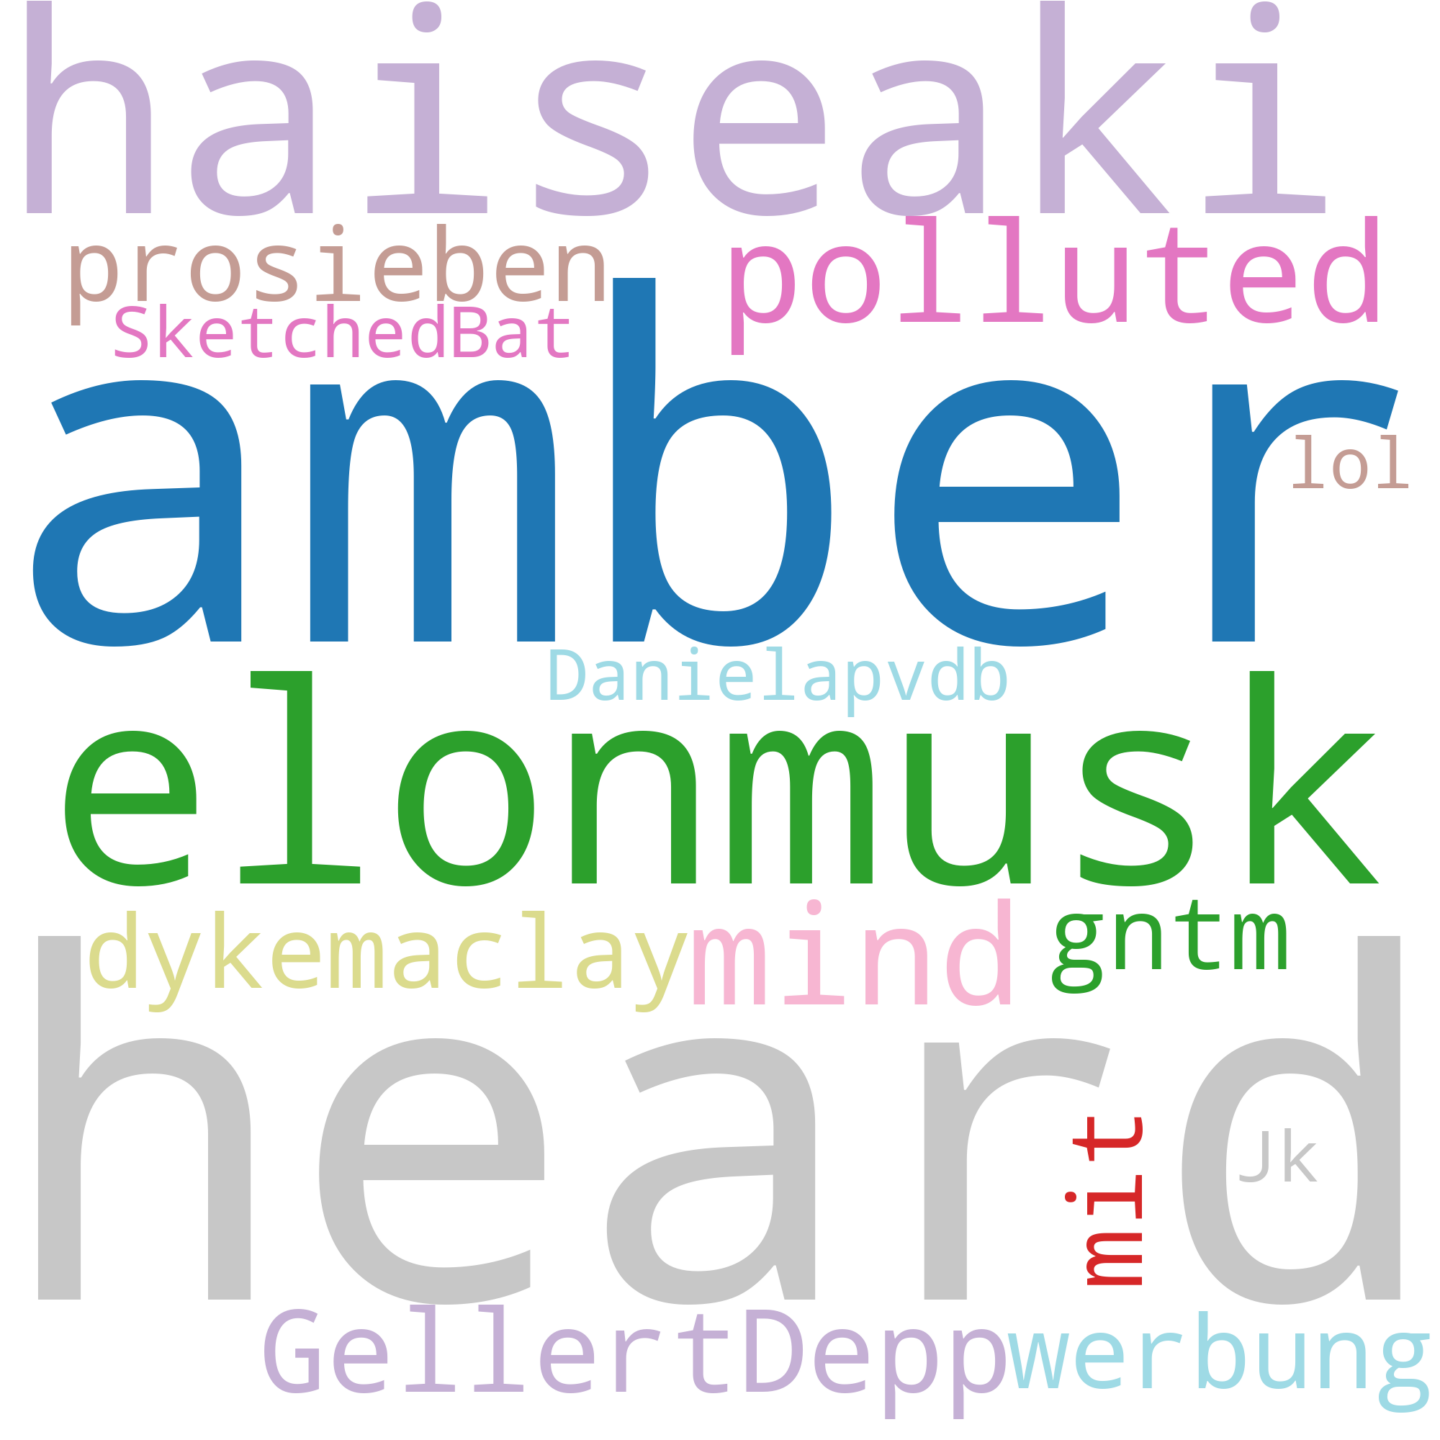 haiseaki
prosieben polluted
SketchedBat
amber
lol
Danielapvdb
elonmusk
dykemaclay mind gntm
heard
mit
Jk
GellertDepp werbung